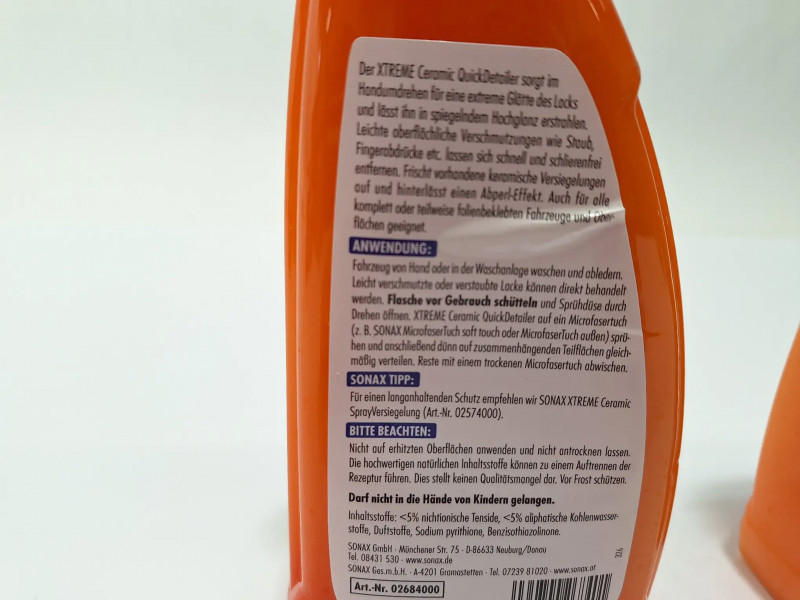 Der XTREME Ceramic QuickDetailer sorgt im
Handumdrehen für eine extreme Glätte des Lacks
und lässt ihn in spiegelndem Hochglanz erstrahlen.
Leichte oberflächliche Verschmutzungen wie Staub,
Fingerabdrücke etc. lassen sich schnell und schlierenfrei
entfernen. Frischt vorhandene keramische Versiegelungen
auf und hinterlässt einen Abperl-Effekt. Auch für alle
komplett oder teilweise folienbeklebten Fahrzeuge und Ober-
flächen geeignet.
ANWENDUNG:
Fahrzeug von Hand oder in der Waschanlage waschen und abledern.
Leicht verschmutzte oder verstaubte Lacke können direkt behandelt
werden. Flasche vor Gebrauch schütteln und Sprühdüse durch
Drehen öffnen. XTREME Ceramic QuickDetailer auf ein Microfasertuch
(z. B. SONAX MicrofaserTuch soft touch oder MicrofaserTuch außen) sprü-
hen und anschließend dünn auf zusammenhängenden Teilflächen gleich-
mäßig verteilen. Reste mit einem trockenen Microfasertuch abwischen.
SONAX TIPP:
Für einen langanhaltenden Schutz empfehlen wir SONAX XTREME Ceramic
SprayVersiegelung (Art.-Nr. 02574000).
BITTE BEACHTEN:
Nicht auf erhitzten Oberflächen anwenden und nicht antrocknen lassen.
Die hochwertigen natürlichen Inhaltsstoffe können zu einem Auftrennen der
Rezeptur führen. Dies stellt keinen Qualitätsmangel dar. Vor Frost schützen.
Darf nicht in die Hände von Kindern gelangen.
Inhaltsstoffe: <5% nichtionische Tenside, <5% aliphatische Kohlenwasser-
stoffe, Duftstoffe, Sodium pyrithione, Benzisothiazolinone.
SONAX GmbH · Münchener Str. 75 · D-86633 Neuburg/Donau
Tel. 08431 530 · www.sonax.de
SONAX Ges.m.b.H. · A-4201 Gramastetten · Tel. 07239 81020 · www.sonax.at
Art.-Nr. 02684000